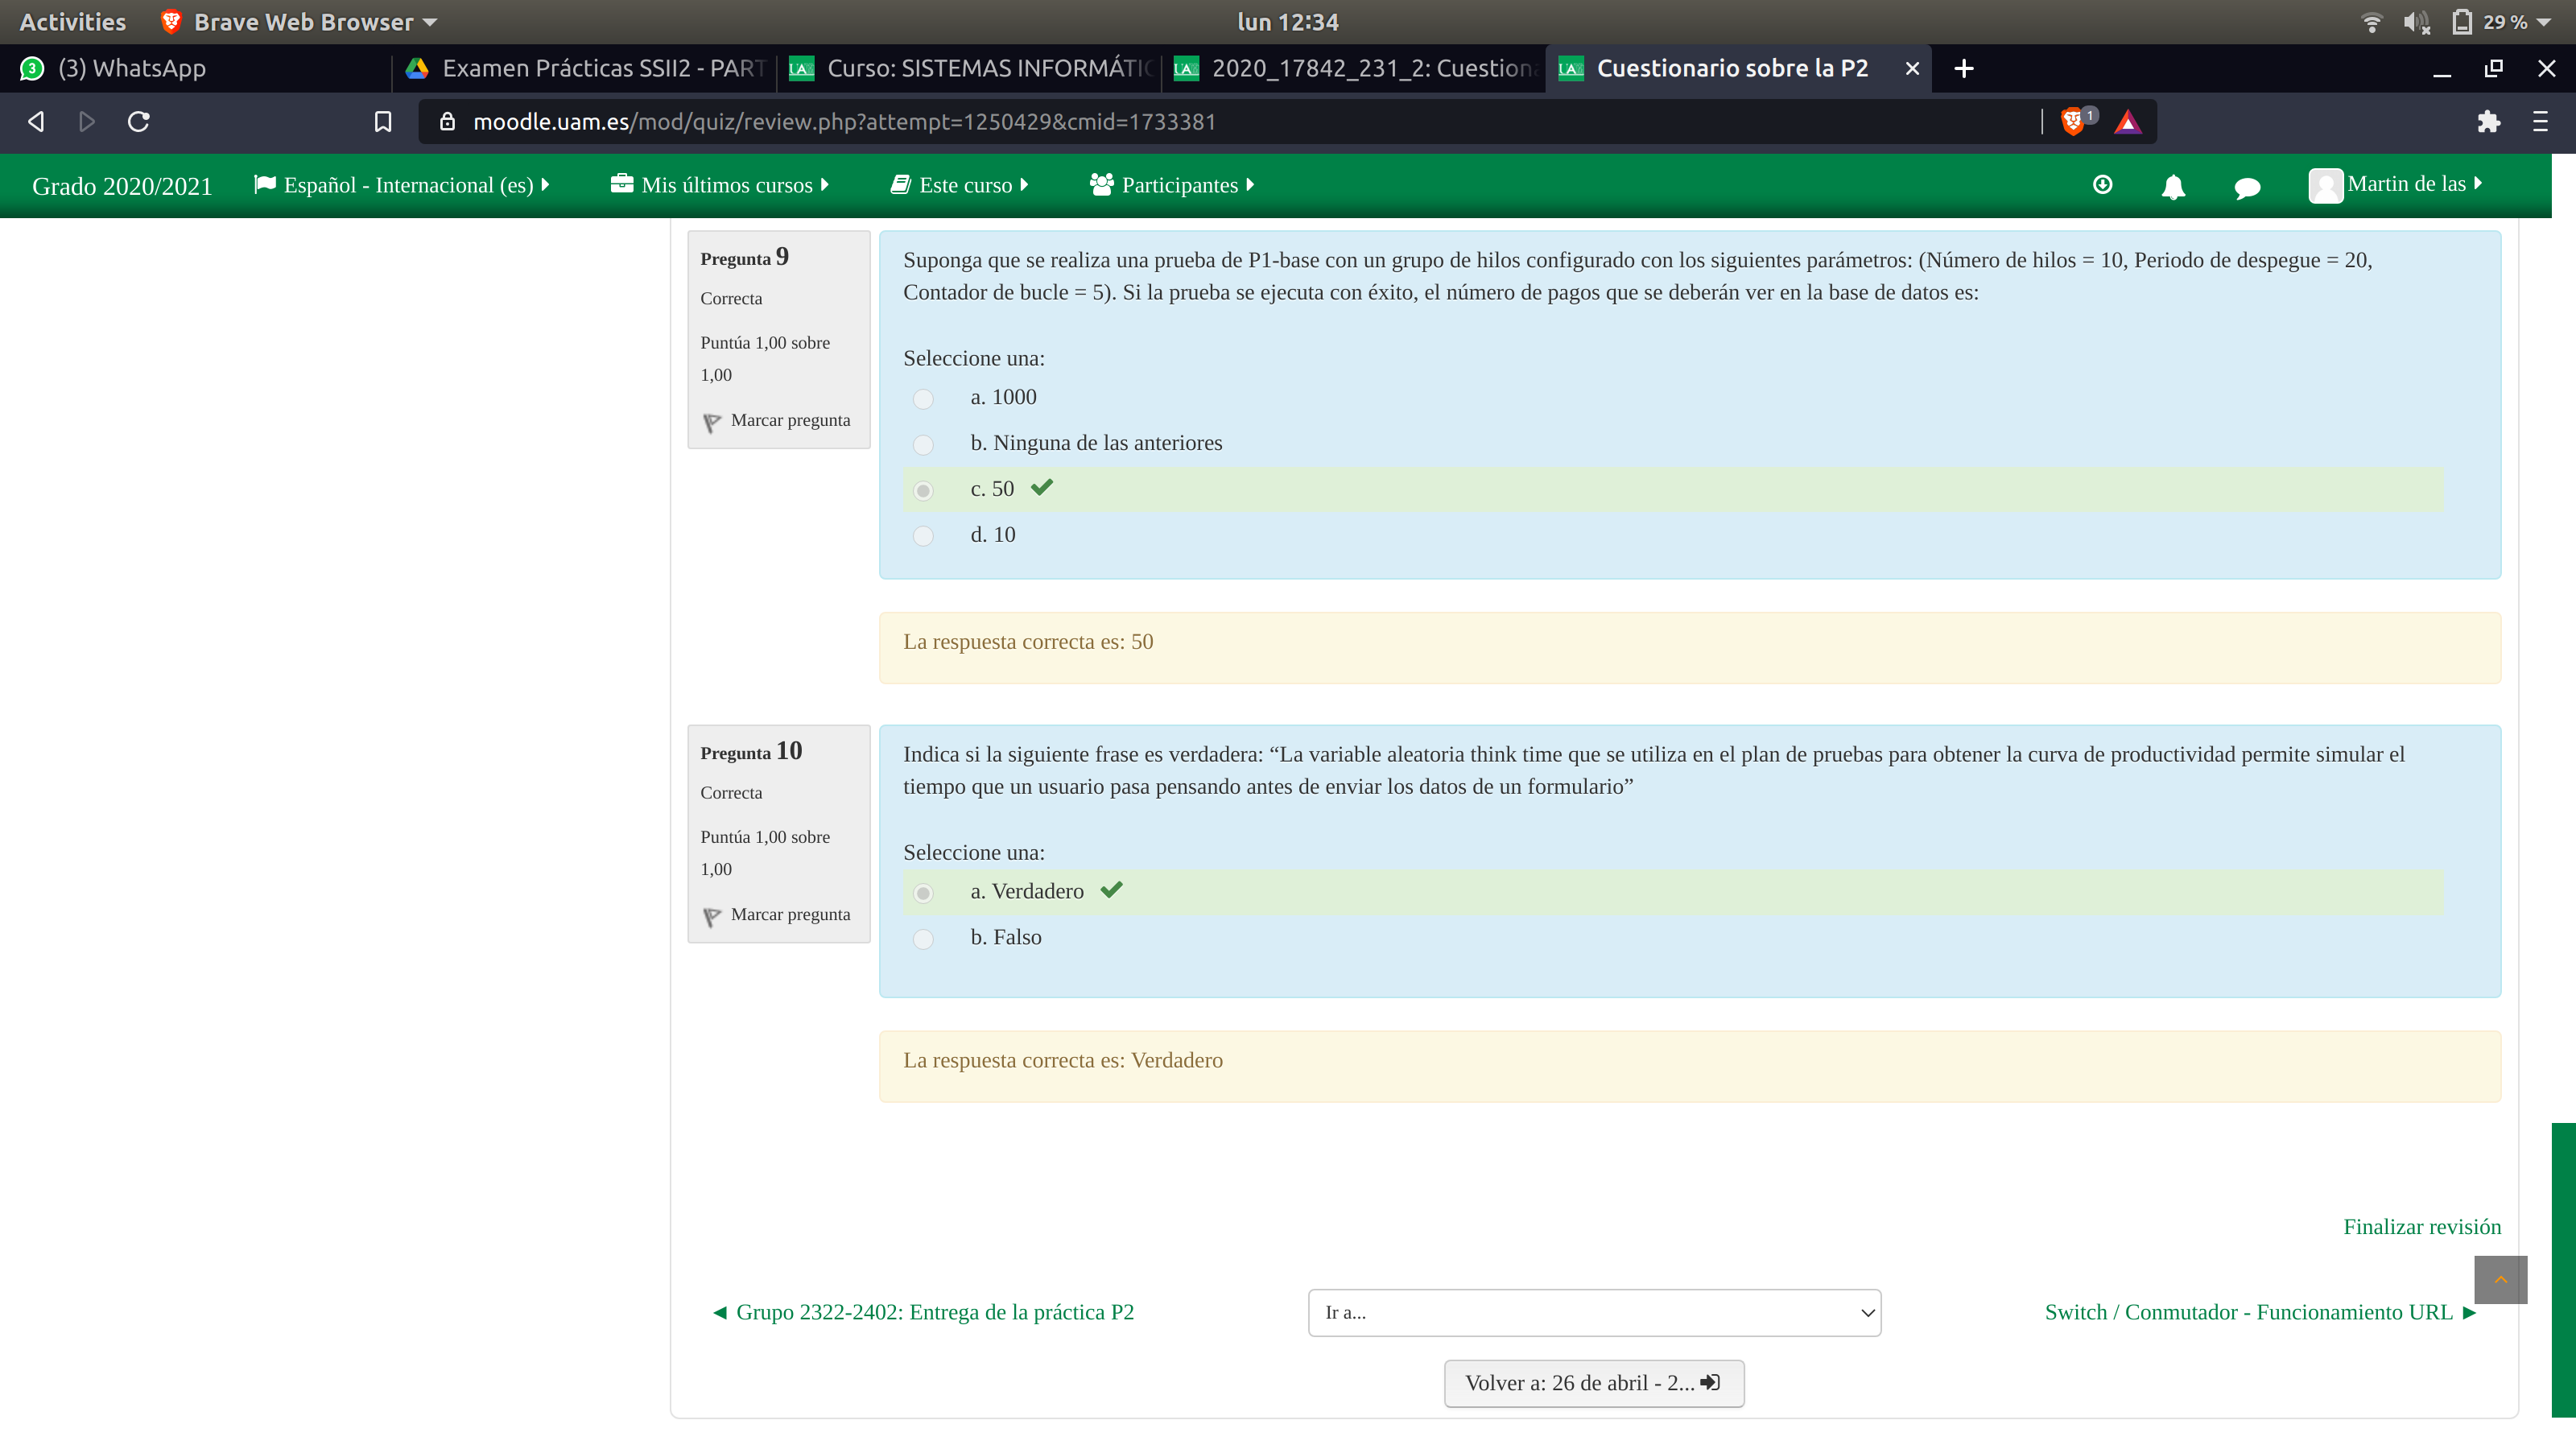 Activities
Brave Web Browser
lun 12:34
29 %
3
(3) WhatsApp
Examen Prácticas SSII2 - PART
UA
Curso: SISTEMAS INFORMÁTIC
UA
2020_17842_231_2: Cuestion
UA
Cuestionario sobre la P2
moodle.uam.es/mod/quiz/review.php?attempt=1250429&cmid=1733381
1
Grado 2020/2021
Español - Internacional (es)
Mis últimos cursos
Este curso
Participantes
Martin de las
Pregunta 9
Correcta
Puntúa 1,00 sobre
1,00
Marcar pregunta
Suponga que se realiza una prueba de P1-base con un grupo de hilos configurado con los siguientes parámetros: (Número de hilos = 10, Periodo de despegue = 20,
Contador de bucle = 5). Si la prueba se ejecuta con éxito, el número de pagos que se deberán ver en la base de datos es:
Seleccione una:
a. 1000
b. Ninguna de las anteriores
c. 50
d. 10
La respuesta correcta es: 50
Pregunta 10
Correcta
Puntúa 1,00 sobre
1,00
Marcar pregunta
Indica si la siguiente frase es verdadera: “La variable aleatoria think time que se utiliza en el plan de pruebas para obtener la curva de productividad permite simular el
tiempo que un usuario pasa pensando antes de enviar los datos de un formulario”
Seleccione una:
a. Verdadero
b. Falso
La respuesta correcta es: Verdadero
Finalizar revisión
◄ Grupo 2322-2402: Entrega de la práctica P2
Ir a...
Switch / Conmutador - Funcionamiento URL ►
Volver a: 26 de abril - 2...